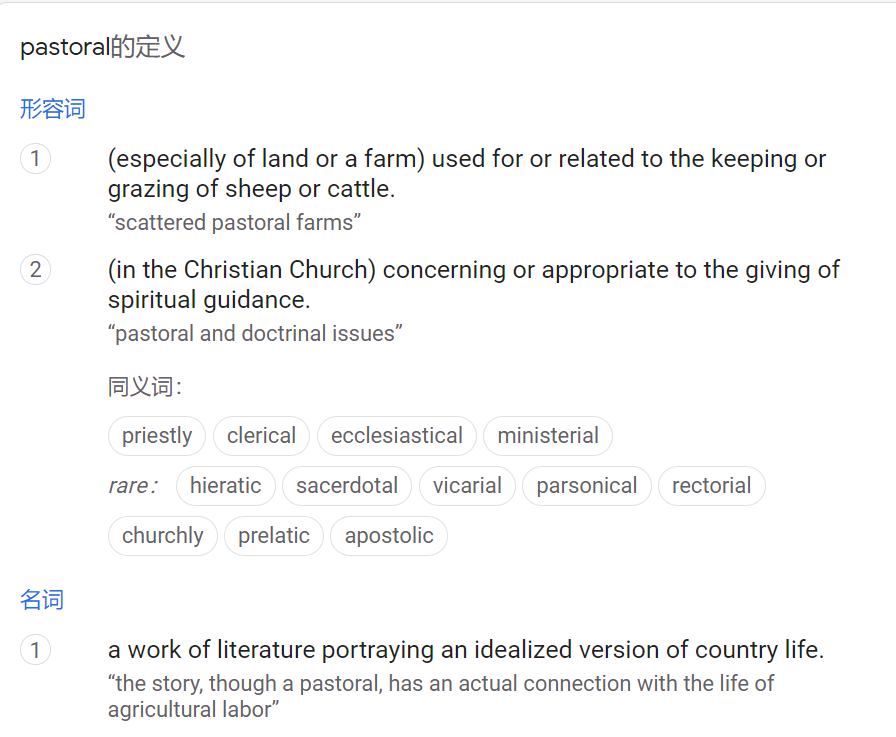 pastoral的定义
形容词
1 (especially of land or a farm) used for or related to the keeping or
grazing of sheep or cattle.
“scattered pastoral farms”
2 (in the Christian Church) concerning or appropriate to the giving of
spiritual guidance.
“pastoral and doctrinal issues”
同义词：
priestly clerical ecclesiastical ministerial
rare： hieratic sacerdotal vicarial parsonical rectorial
churchly prelatic apostolic
名词
1 a work of literature portraying an idealized version of country life.
“the story, though a pastoral, has an actual connection with the life of
agricultural labor”